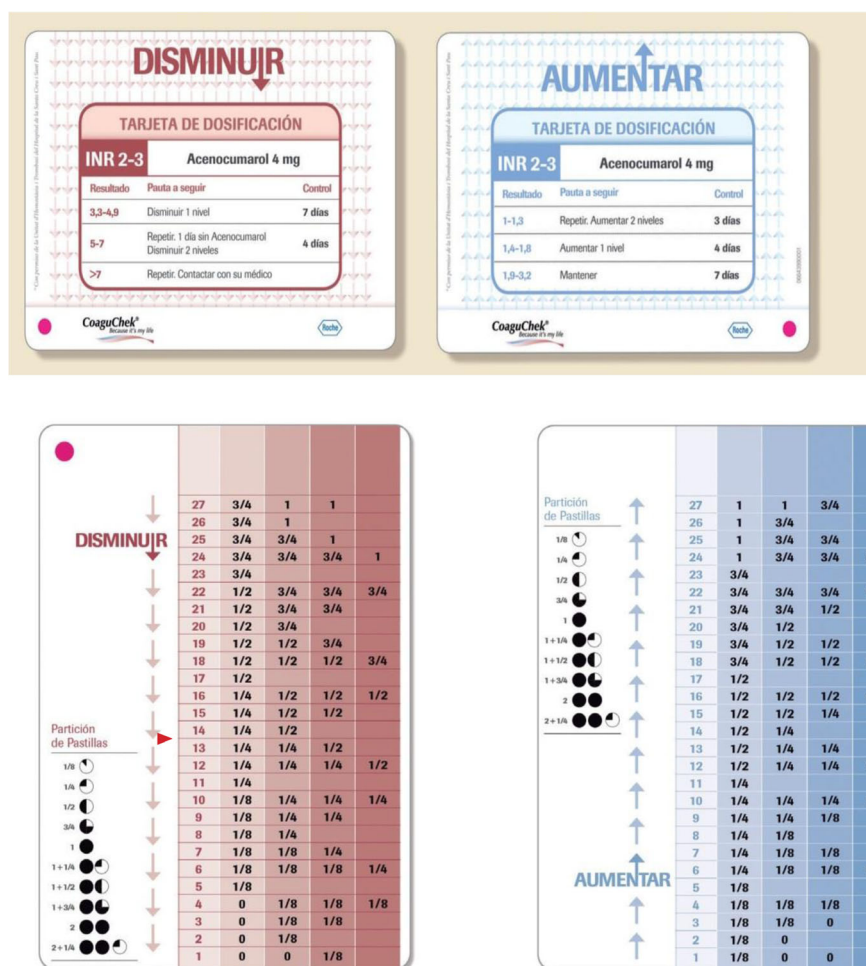 DISMINUIR
TARJETA DE DOSIFICACIÓN
INR 2-3 Acenocumarol 4 mg
Resultado Pauta a seguir Control
3,3-4,9 Disminuir 1 nivel 7 días
5-7 Repetir. 1 día sin Acenocumarol
Disminuir 2 niveles 4 días
>7 Repetir. Contactar con su médico
CoaguChek®
Because it's my life
Roche
AUMENTAR
TARJETA DE DOSIFICACIÓN
INR 2-3 Acenocumarol 4 mg
Resultado Pauta a seguir Control
1-1,3 Repetir. Aumentar 2 niveles 3 días
1,4-1,8 Aumentar 1 nivel 4 días
1,9-3,2 Mantener 7 días
CoaguChek®
Because it's my life
Roche
DISMINUIR
27 3/4 1 1
26 3/4 1
25 3/4 3/4 1
24 3/4 3/4 3/4 1
23 3/4
22 1/2 3/4 3/4 3/4
21 1/2 3/4 3/4
20 1/2 3/4
19 1/2 1/2 3/4
18 1/2 1/2 1/2 3/4
17 1/2
16 1/4 1/2 1/2 1/2
15 1/4 1/2 1/2
14 1/4 1/2
13 1/4 1/4 1/2
12 1/4 1/4 1/4 1/2
11 1/4
10 1/8 1/4 1/4 1/4
9 1/8 1/4 1/4
8 1/8 1/4
7 1/8 1/8 1/4
6 1/8 1/8 1/8 1/4
5 1/8
4 0 1/8 1/8 1/8
3 0 1/8 1/8
2 0 1/8
1 0 0 1/8
Partición
de Pastillas
1/8
1/4
1/2
3/4
1
1+1/4
1+1/2
1+3/4
2
2+1/4
Partición
de Pastillas
1/8
1/4
1/2
3/4
1
1+1/4
1+1/2
1+3/4
2
2+1/4
AUMENTAR
27 1 1 3/4
26 1 3/4
25 1 3/4 3/4
24 1 3/4 3/4
23 3/4
22 3/4 3/4 3/4
21 3/4 3/4 1/2
20 3/4 1/2
19 3/4 1/2 1/2
18 3/4 1/2 1/2
17 1/2
16 1/2 1/2 1/2
15 1/2 1/2 1/4
14 1/2 1/4
13 1/2 1/4 1/4
12 1/2 1/4 1/4
11 1/4
10 1/4 1/4 1/4
9 1/4 1/4 1/8
8 1/4 1/8
7 1/4 1/8 1/8
6 1/4 1/8 1/8
5 1/8
4 1/8 1/8 1/8
3 1/8 1/8 0
2 1/8 0
1 1/8 0 0